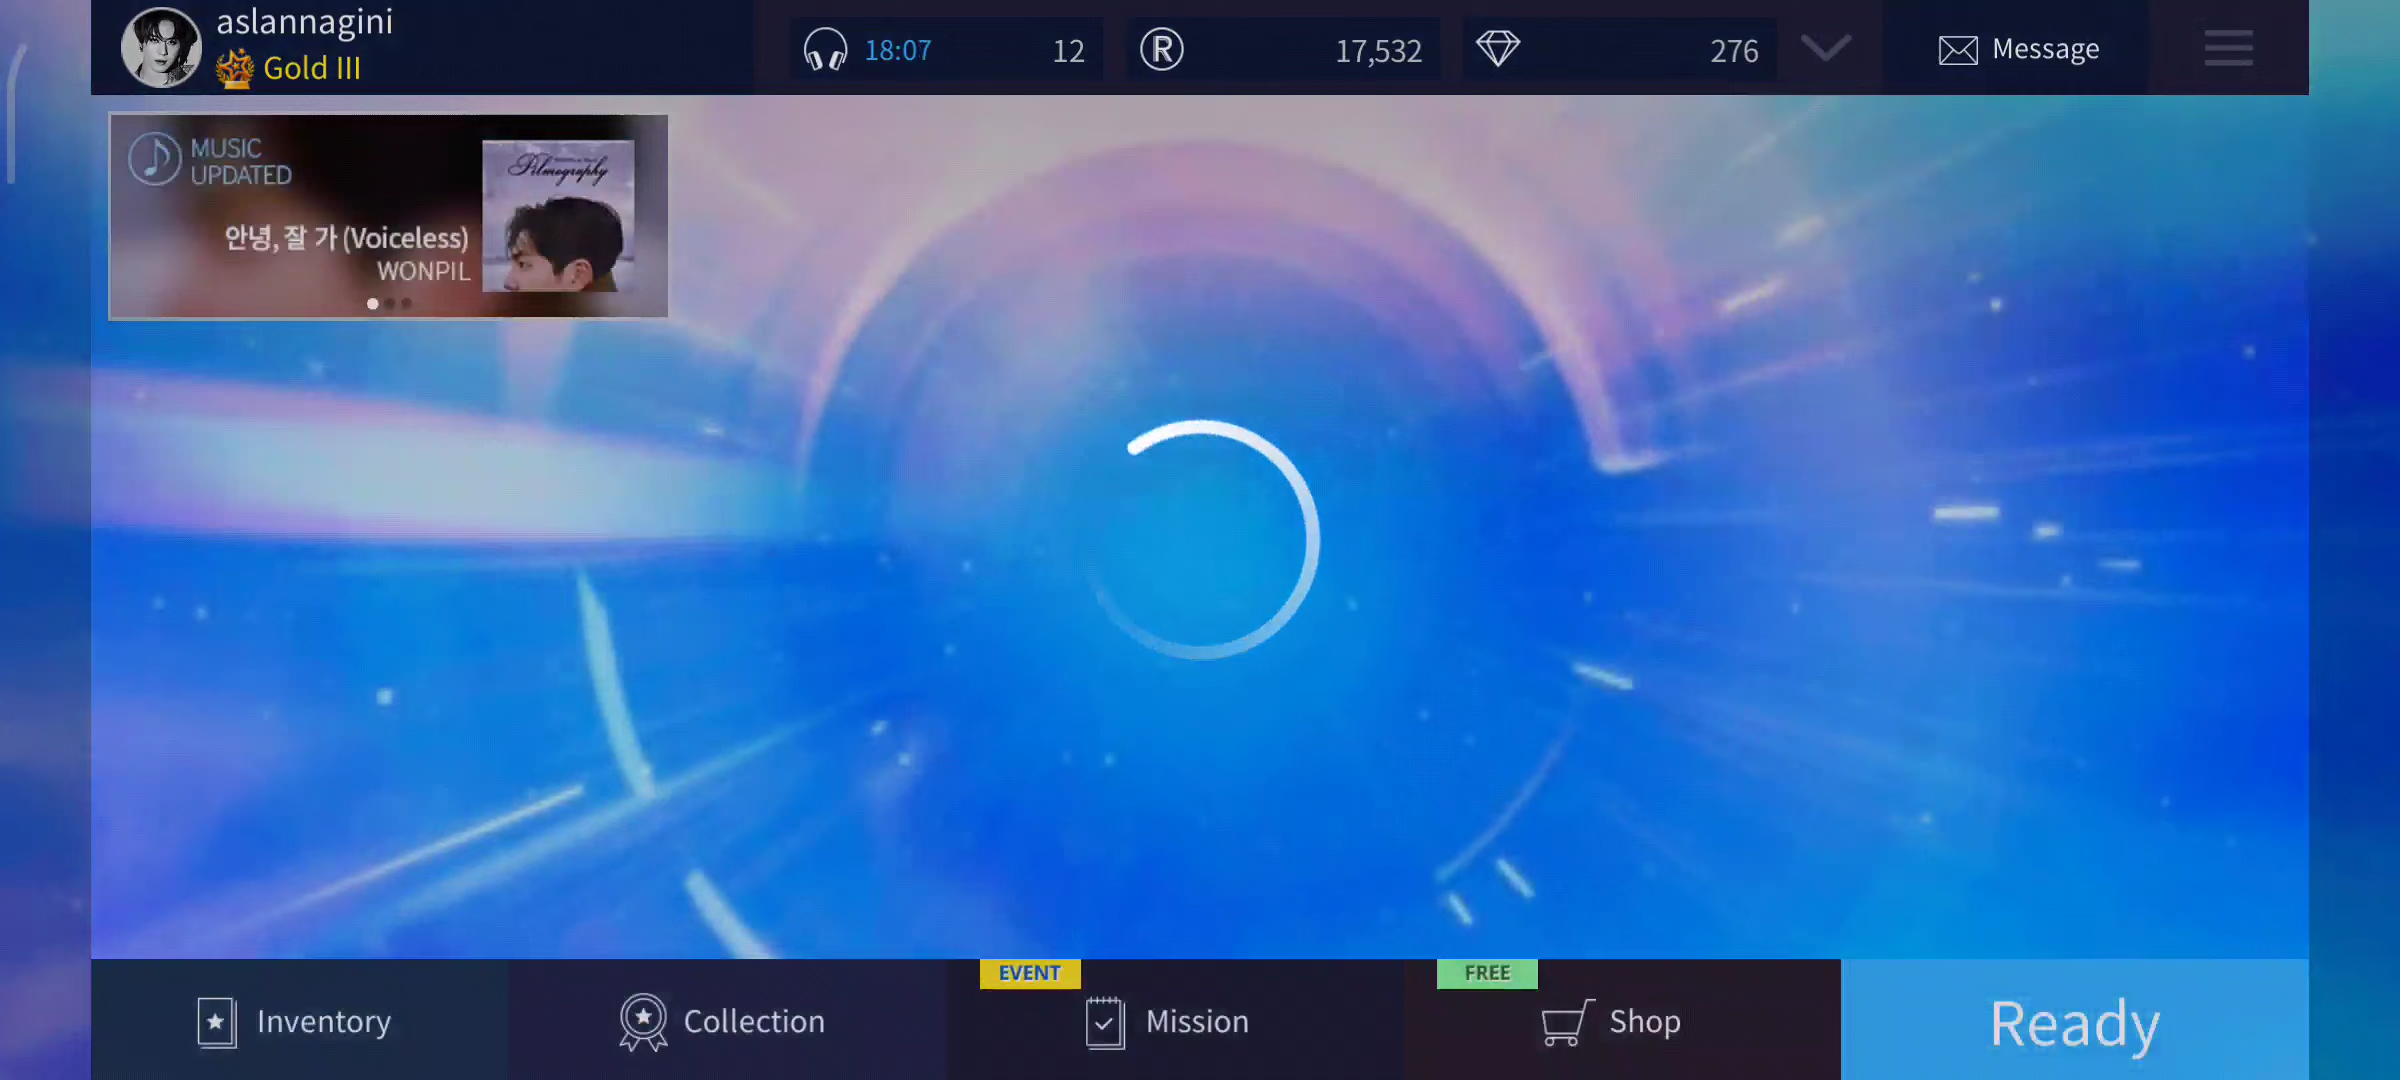 aslannagini
Gold III
18:07
12
R
17,532
276
Message
MUSIC
UPDATED
안녕, 잘 가 (Voiceless)
WONPIL
Pilmography
EVENT
FREE
Inventory
Collection
Mission
Shop
Ready